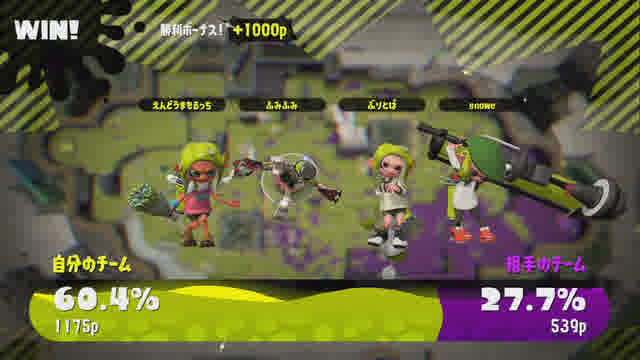 WIN!
勝利ボーナス! +1000p
えんどうまもるっち
ふみふみ
ぷりとぱ
snowe
自分のチーム
相手のチーム
60.4%
27.7%
1175p
539p